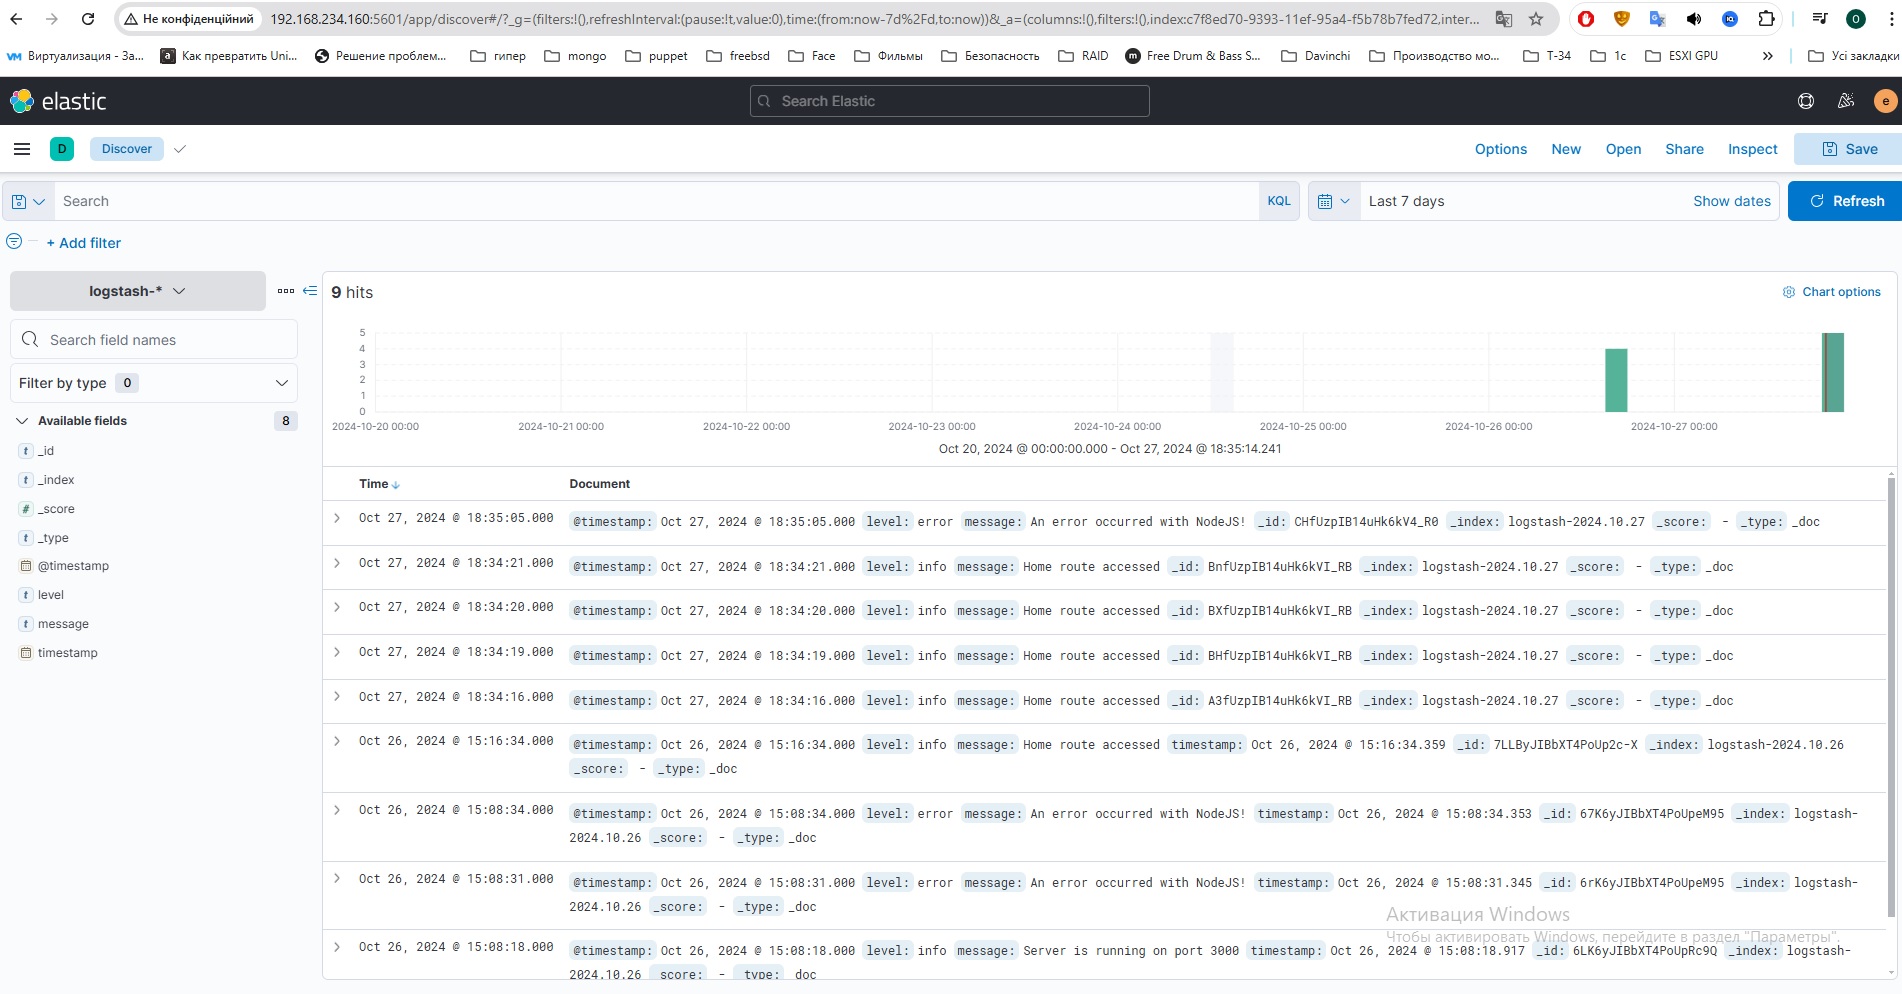 Не конфіденційний 192.168.234.160:5601/app/discover#/?_g=(filters:!(),refreshInterval:(pause:!t,value:0),time:(from:now-7d%2Fd,to:now))&_a=(columns:!(),filters:!(),index:c7f8ed70-9393-11ef-95a4-f5b78b7fed72,inter...
Виртуализация - За... Как превратить Uni... Решение проблем... гипер mongo puppet freebsd Face Фильмы Безопасность RAID Free Drum & Bass S... Davinchi Производство мо... Т-34 1с ESXI GPU » Усі закладки
elastic Search Elastic e
D Discover Options New Open Share Inspect Save
Search KQL Last 7 days Show dates Refresh
+ Add filter
logstash-* 9 hits Chart options
Search field names
Filter by type 0
Available fields 8
_id
_index
_score
_type
@timestamp
level
message
timestamp
5
4
3
2
1
0
2024-10-20 00:00 2024-10-21 00:00 2024-10-22 00:00 2024-10-23 00:00 2024-10-24 00:00 2024-10-25 00:00 2024-10-26 00:00 2024-10-27 00:00
Oct 20, 2024 @ 00:00:00.000 - Oct 27, 2024 @ 18:35:14.241
Time Document
Oct 27, 2024 @ 18:35:05.000 @timestamp: Oct 27, 2024 @ 18:35:05.000 level: error message: An error occurred with NodeJS! _id: CHfUzpIB14uHk6kV4_R0 _index: logstash-2024.10.27 _score: - _type: _doc
Oct 27, 2024 @ 18:34:21.000 @timestamp: Oct 27, 2024 @ 18:34:21.000 level: info message: Home route accessed _id: BnfUzpIB14uHk6kVI_RB _index: logstash-2024.10.27 _score: - _type: _doc
Oct 27, 2024 @ 18:34:20.000 @timestamp: Oct 27, 2024 @ 18:34:20.000 level: info message: Home route accessed _id: BXfUzpIB14uHk6kVI_RB _index: logstash-2024.10.27 _score: - _type: _doc
Oct 27, 2024 @ 18:34:19.000 @timestamp: Oct 27, 2024 @ 18:34:19.000 level: info message: Home route accessed _id: BHfUzpIB14uHk6kVI_RB _index: logstash-2024.10.27 _score: - _type: _doc
Oct 27, 2024 @ 18:34:16.000 @timestamp: Oct 27, 2024 @ 18:34:16.000 level: info message: Home route accessed _id: A3fUzpIB14uHk6kVI_RB _index: logstash-2024.10.27 _score: - _type: _doc
Oct 26, 2024 @ 15:16:34.000 @timestamp: Oct 26, 2024 @ 15:16:34.000 level: info message: Home route accessed timestamp: Oct 26, 2024 @ 15:16:34.359 _id: 7LLByJIBbXT4PoUp2c-X _index: logstash-2024.10.26
_score: - _type: _doc
Oct 26, 2024 @ 15:08:34.000 @timestamp: Oct 26, 2024 @ 15:08:34.000 level: error message: An error occurred with NodeJS! timestamp: Oct 26, 2024 @ 15:08:34.353 _id: 67K6yJIBbXT4PoUpeM95 _index: logstash-
2024.10.26 _score: - _type: _doc
Oct 26, 2024 @ 15:08:31.000 @timestamp: Oct 26, 2024 @ 15:08:31.000 level: error message: An error occurred with NodeJS! timestamp: Oct 26, 2024 @ 15:08:31.345 _id: 6rK6yJIBbXT4PoUpeM95 _index: logstash-
2024.10.26 _score: - _type: _doc
Активация Windows
Чтобы активировать Windows, перейдите в раздел "Параметры".
Oct 26, 2024 @ 15:08:18.000 @timestamp: Oct 26, 2024 @ 15:08:18.000 level: info message: Server is running on port 3000 timestamp: Oct 26, 2024 @ 15:08:18.917 _id: 6LK6yJIBbXT4PoUpRc9Q _index: logstash-
2024.10.26 _score: - _type: _doc